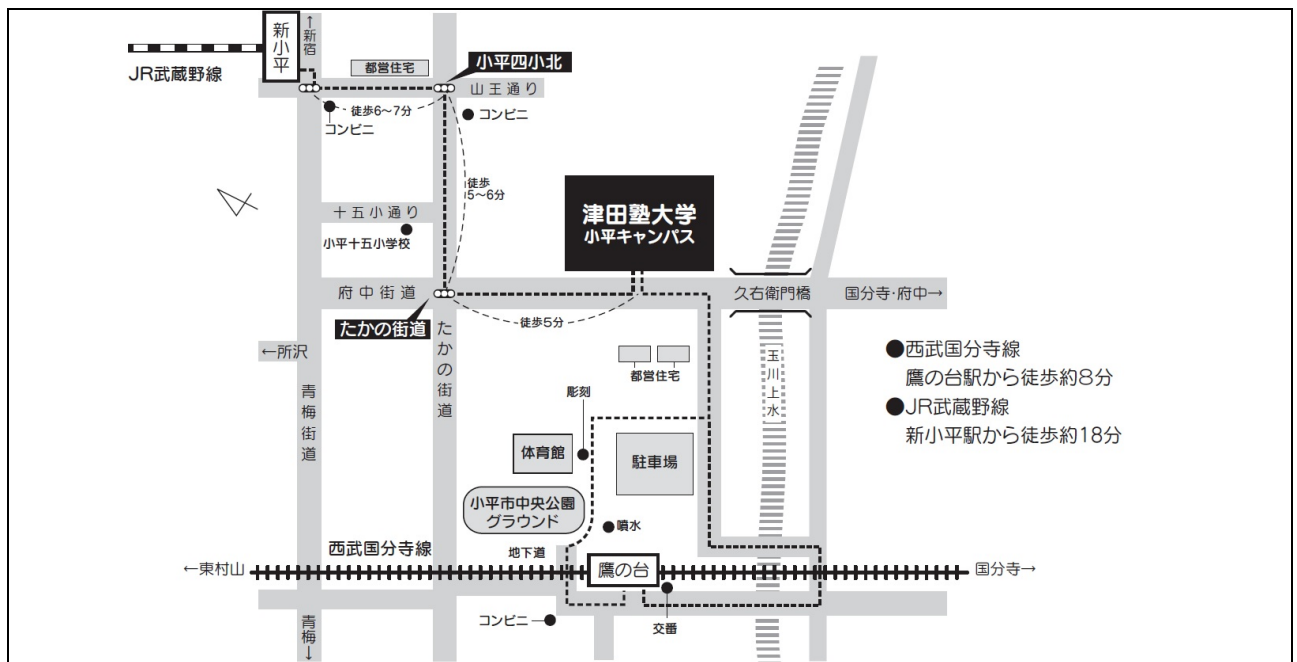 新小平
↑新宿
JR武蔵野線
都営住宅
小平四小北
山王通り
徒歩6〜7分
コンビニ
コンビニ
徒歩
5〜6分
十五小通り
小平十五小学校
津田塾大学
小平キャンパス
府中街道
久右衛門橋
国分寺・府中→
たかの街道
徒歩5分
←所沢
青梅街道
たかの街道
都営住宅
玉川上水
●西武国分寺線
鷹の台駅から徒歩約8分
●JR武蔵野線
新小平駅から徒歩約18分
彫刻
体育館
駐車場
小平市中央公園
グラウンド
噴水
西武国分寺線
地下道
←東村山
鷹の台
国分寺→
コンビニ
交番
青梅↓